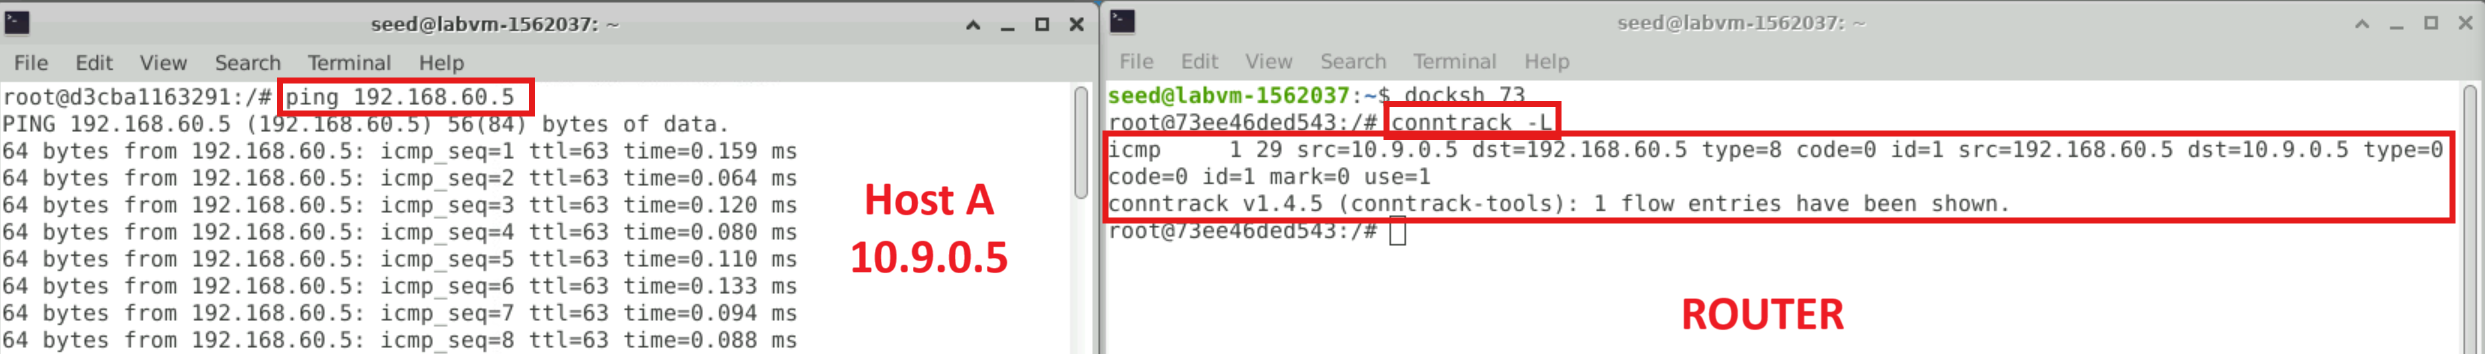 seed@labvm-1562037: ~
File Edit View Search Terminal Help
root@d3cba1163291:/# ping 192.168.60.5
PING 192.168.60.5 (192.168.60.5) 56(84) bytes of data.
64 bytes from 192.168.60.5: icmp_seq=1 ttl=63 time=0.159 ms
64 bytes from 192.168.60.5: icmp_seq=2 ttl=63 time=0.064 ms
64 bytes from 192.168.60.5: icmp_seq=3 ttl=63 time=0.120 ms
64 bytes from 192.168.60.5: icmp_seq=4 ttl=63 time=0.080 ms
64 bytes from 192.168.60.5: icmp_seq=5 ttl=63 time=0.110 ms
64 bytes from 192.168.60.5: icmp_seq=6 ttl=63 time=0.133 ms
64 bytes from 192.168.60.5: icmp_seq=7 ttl=63 time=0.094 ms
64 bytes from 192.168.60.5: icmp_seq=8 ttl=63 time=0.088 ms
Host A
10.9.0.5
seed@labvm-1562037: ~
File Edit View Search Terminal Help
seed@labvm-1562037:~$ docksh 73
root@73ee46ded543:/# conntrack -L
icmp     1 29 src=10.9.0.5 dst=192.168.60.5 type=8 code=0 id=1 src=192.168.60.5 dst=10.9.0.5 type=0
code=0 id=1 mark=0 use=1
conntrack v1.4.5 (conntrack-tools): 1 flow entries have been shown.
root@73ee46ded543:/#
ROUTER